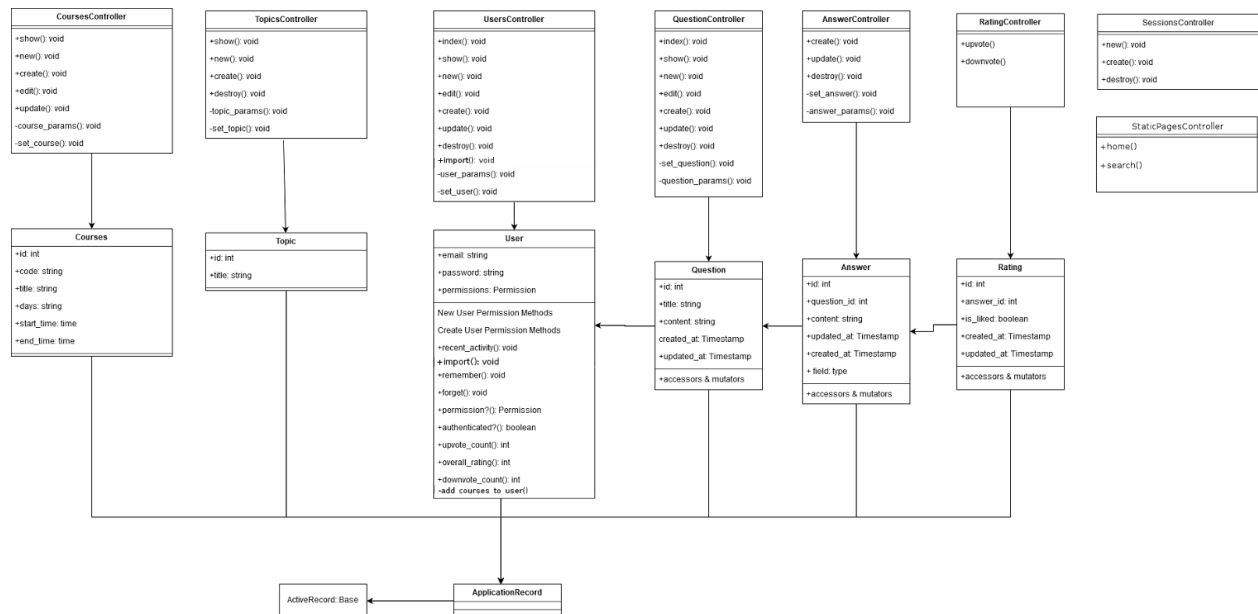 CoursesController
+show(): void
+new(): void
+create(): void
+edit(): void
+update(): void
-course_params(): void
-set_course(): void
TopicsController
+show(): void
+new(): void
+create(): void
+destroy(): void
-topic_params(): void
-set_topic(): void
UsersController
+index(): void
+show(): void
+new(): void
+edit(): void
+create(): void
+update(): void
+destroy(): void
+import(): void
-user_params(): void
-set_user(): void
QuestionController
+index(): void
+show(): void
+new(): void
+edit(): void
+create(): void
+update(): void
+destroy(): void
-set_question(): void
-question_params(): void
AnswerController
+create(): void
+update(): void
+destroy(): void
-set_answer(): void
-answer_params(): void
RatingController
+upvote()
+downvote()
SessionsController
+new(): void
+create(): void
+destroy(): void
StaticPagesController
+home()
+search()
Courses
+id: int
+code: string
+title: string
+days: string
+start_time: time
+end_time: time
Topic
+id: int
+title: string
User
+email: string
+password: string
+permissions: Permission
New User Permission Methods
Create User Permission Methods
+recent_activity(): void
+import(): void
+remember(): void
+forget(): void
+permission?(): Permission
+authenticated?(): boolean
+upvote_count(): int
+overall_rating(): int
+downvote_count(): int
-add courses to user()
Question
+id: int
+title: string
+content: string
created_at: Timestamp
+updated_at: Timestamp
+accessors & mutators
Answer
+id: int
+question_id: int
+content: string
+updated_at: Timestamp
+created_at: Timestamp
+ field: type
+accessors & mutators
Rating
+id: int
+answer_id: int
+is_liked: boolean
+created_at: Timestamp
+updated_at: Timestamp
+accessors & mutators
ActiveRecord::Base
ApplicationRecord